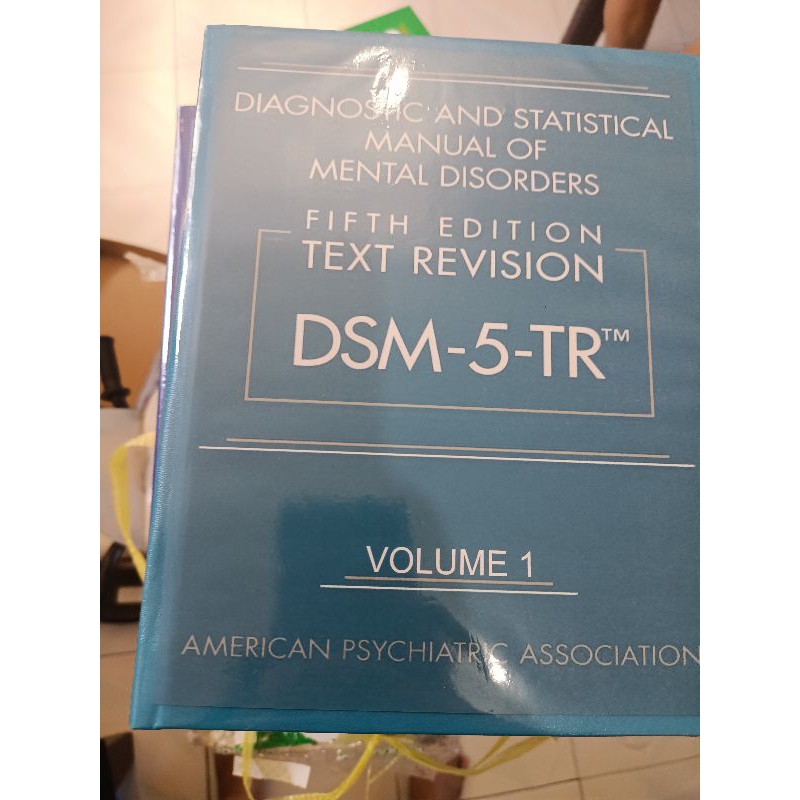 DIAGNOSTIC AND STATISTICAL
MANUAL OF
MENTAL DISORDERS
FIFTH EDITION
TEXT REVISION
DSM-5-TR™
VOLUME 1
AMERICAN PSYCHIATRIC ASSOCIATION